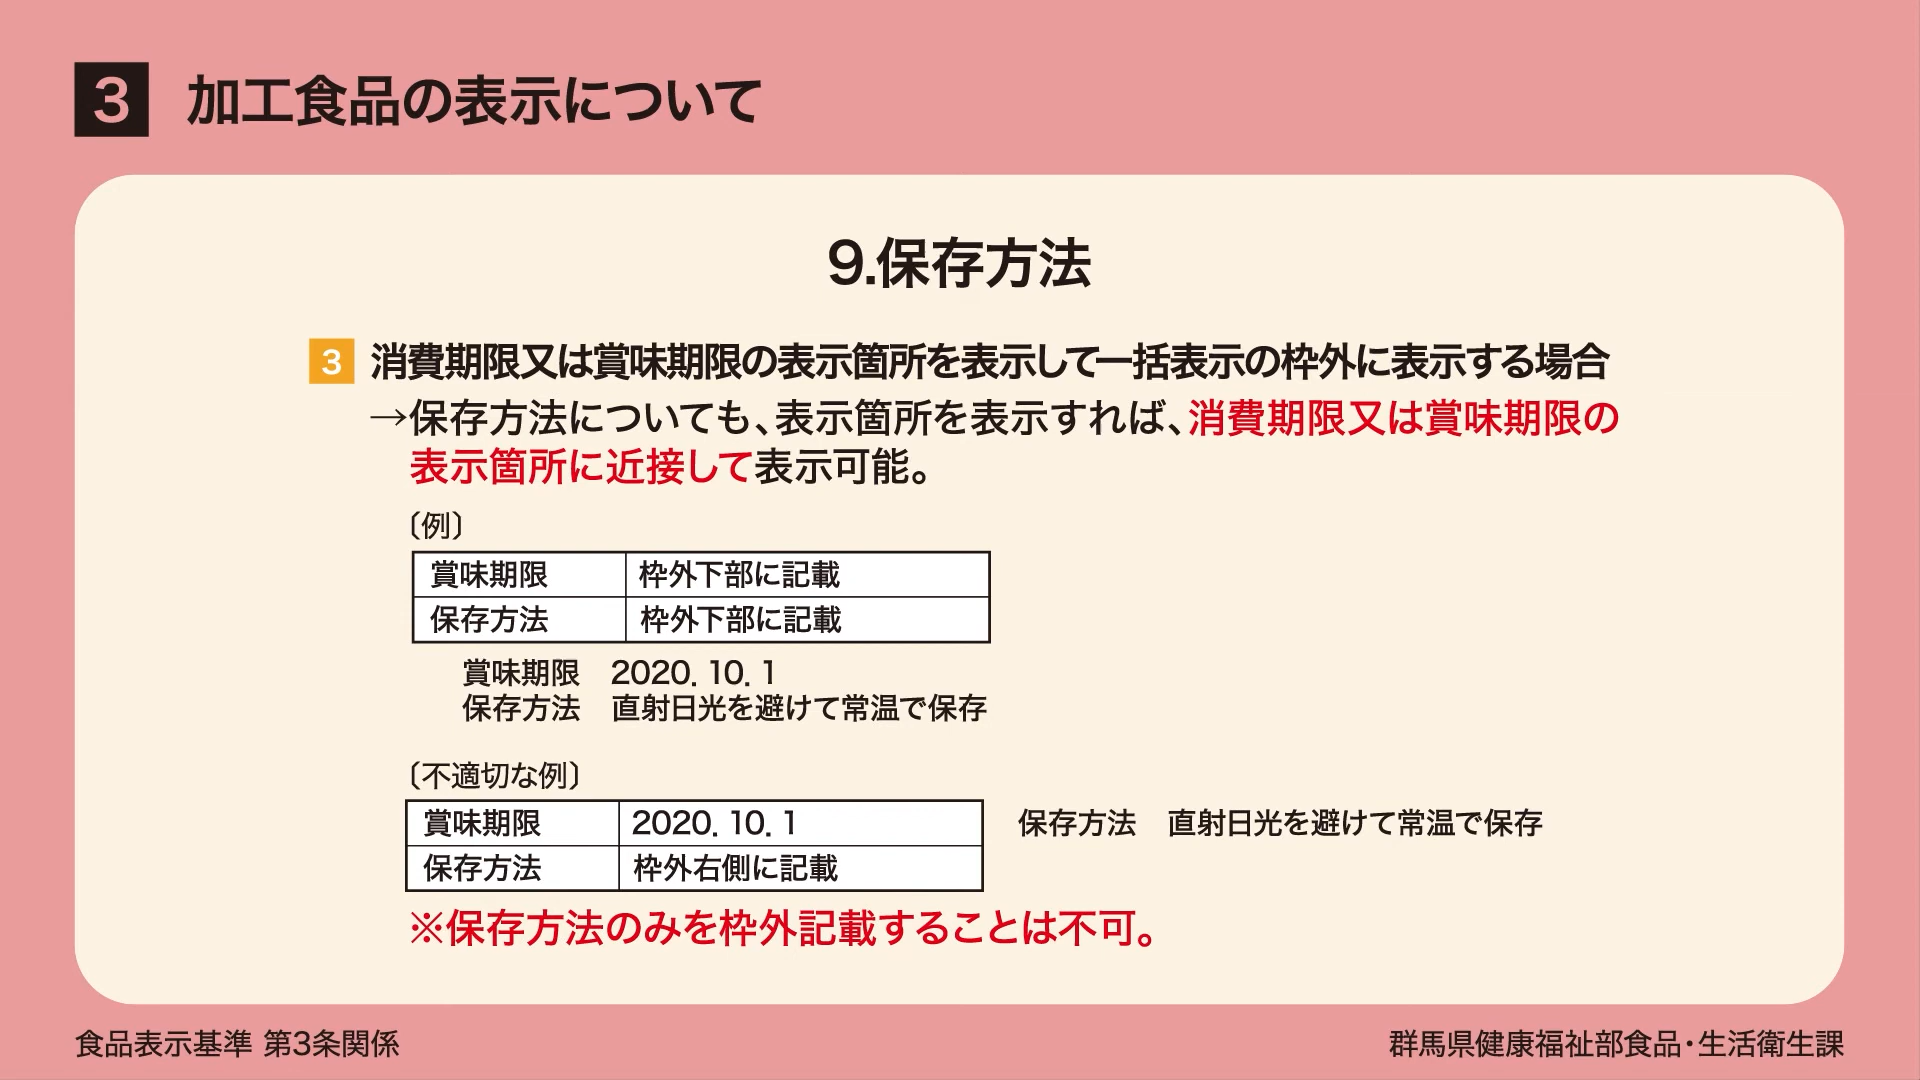 3 加工食品の表示について
9.保存方法
3 消費期限又は賞味期限の表示箇所を表示して一括表示の枠外に表示する場合
→保存方法についても、表示箇所を表示すれば、消費期限又は賞味期限の
表示箇所に近接して表示可能。
〔例〕
賞味期限 枠外下部に記載
保存方法 枠外下部に記載
賞味期限 2020. 10. 1
保存方法 直射日光を避けて常温で保存
〔不適切な例〕
賞味期限 2020. 10. 1 保存方法 直射日光を避けて常温で保存
保存方法 枠外右側に記載
※保存方法のみを枠外記載することは不可。
食品表示基準 第3条関係
群馬県健康福祉部食品・生活衛生課